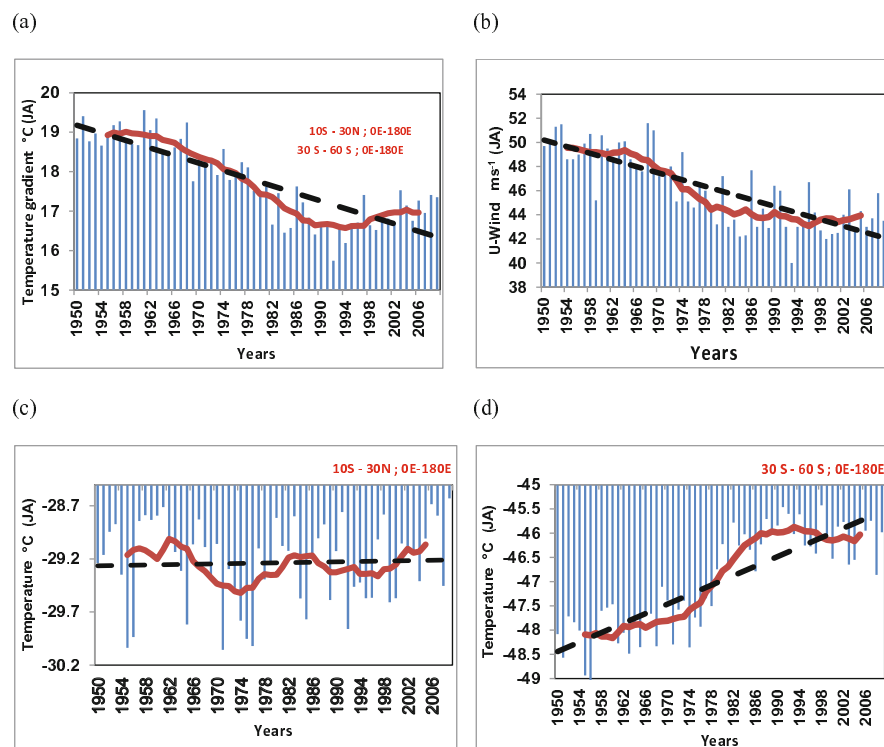 (a)
Temperature gradient °C (JA)
20
19
18
17
16
15
10S - 30N ; 0E-180E
30 S - 60 S ; 0E-180E
1950 1954 1958 1962 1966 1970 1974 1978 1982 1986 1990 1994 1998 2002 2006
Years
(b)
U-Wind ms-1 (JA)
54
52
50
48
46
44
42
40
38
1950 1954 1958 1962 1966 1970 1974 1978 1982 1986 1990 1994 1998 2002 2006
Years
(c)
10S - 30N ; 0E-180E
Temperature °C (JA)
-28.7
-29.2
-29.7
-30.2
1950 1954 1958 1962 1966 1970 1974 1978 1982 1986 1990 1994 1998 2002 2006
Years
(d)
30 S - 60 S ; 0E-180E
Temperature °C (JA)
-45
-45.5
-46
-46.5
-47
-47.5
-48
-48.5
-49
1950 1954 1958 1962 1966 1970 1974 1978 1982 1986 1990 1994 1998 2002 2006
Years